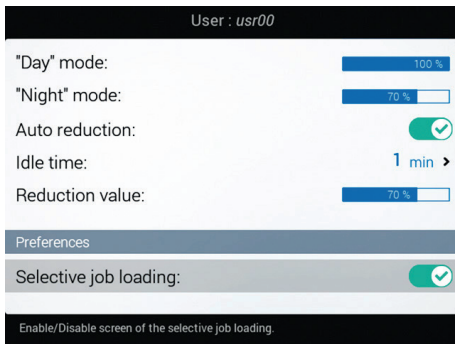 User : usr00
"Day" mode: 100 %
"Night" mode: 70 %
Auto reduction:
Idle time: 1 min >
Reduction value: 70 %
Preferences
Selective job loading:
Enable/Disable screen of the selective job loading.